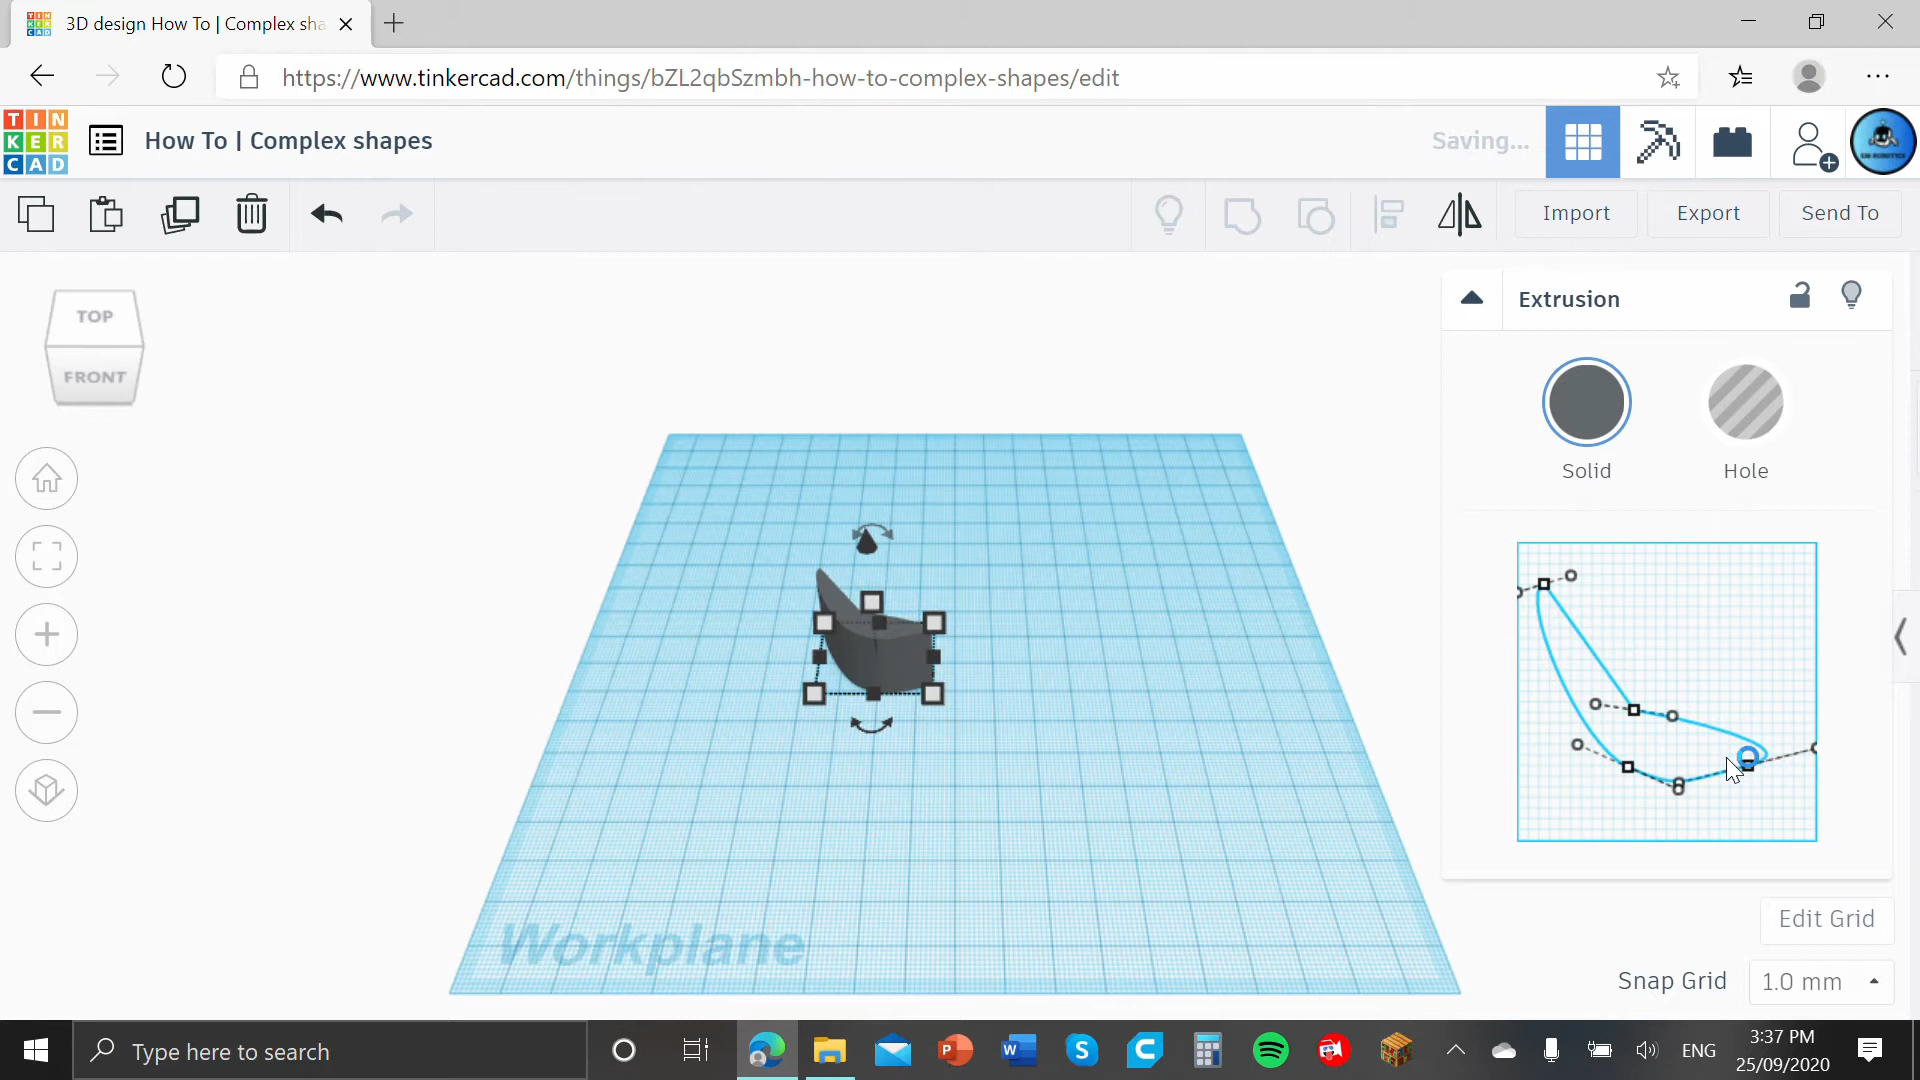 3D design How To | Complex sha
https://www.tinkercad.com/things/bZL2qbSzmbh-how-to-complex-shapes/edit
TIN
KER
CAD
How To | Complex shapes
Saving...
Import
Export
Send To
TOP
FRONT
Extrusion
Solid
Hole
Workplane
Edit Grid
Snap Grid
1.0 mm
Type here to search
ENG
3:37 PM
25/09/2020